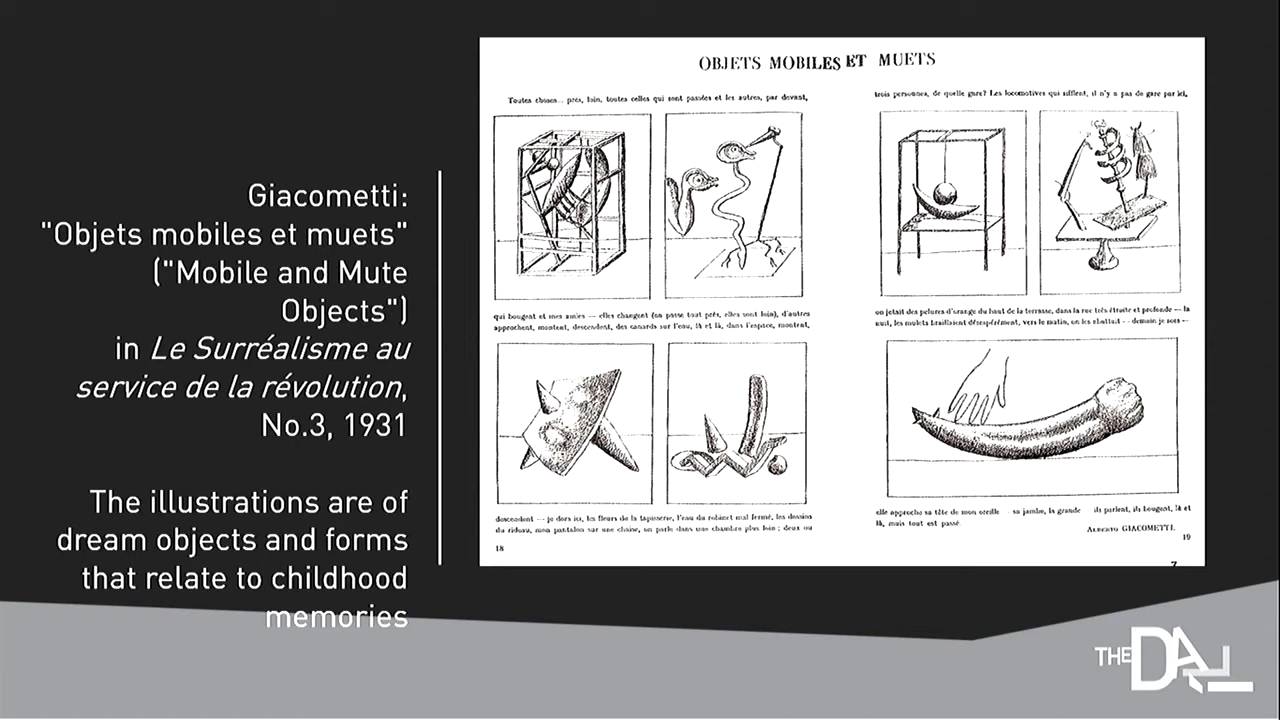 Giacometti:
"Objets mobiles et muets"
("Mobile and Mute
Objects")
in Le Surréalisme au
service de la révolution,
No.3, 1931
The illustrations are of
dream objects and forms
that relate to childhood
memories
OBJETS MOBILES ET MUETS
Toutes choses... près, loin, toutes celles qui sont passées et les autres, par devant,
qui bougent et mes amies — elles changent (on passe tout près, elles sont loin), d'autres
approchent, montent, descendent, des canards sur l'eau, là et là, dans l'espace, montent,
descendent — je dors ici, les fleurs de la tapisserie, l'eau du robinet mal fermé, les dessins
du rideau, mon pantalon sur une chaise, on parle dans une chambre plus loin ; deux ou
18
trois personnes, de quelle gare? Les locomotives qui sifflent, il n'y a pas de gare par ici,
on jetait des pelures d'orange du haut de la terrasse, dans la rue très étroite et profonde — la
nuit, les mulets braillaient désespérément, vers le matin, on les abattait — demain je sors —
elle approche sa tête de mon oreille — sa jambe, la grande — ils parlent, ils bougent, là et
là, mais tout est passé.
ALBERTO GIACOMETTI.
19
7
THE DALI